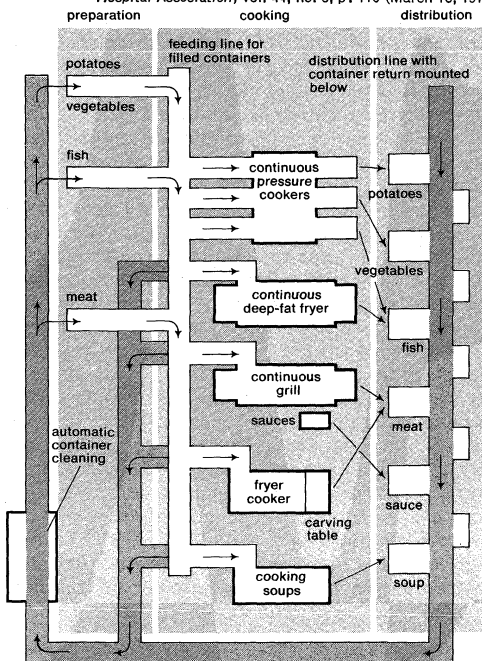 preparation
cooking
distribution
feeding line for
filled containers
distribution line with
container return mounted
below
potatoes
vegetables
fish
meat
continuous
pressure
cookers
continuous
deep-fat fryer
continuous
grill
sauces
fryer
cooker
carving
table
cooking
soups
potatoes
vegetables
fish
meat
sauce
soup
automatic
container
cleaning